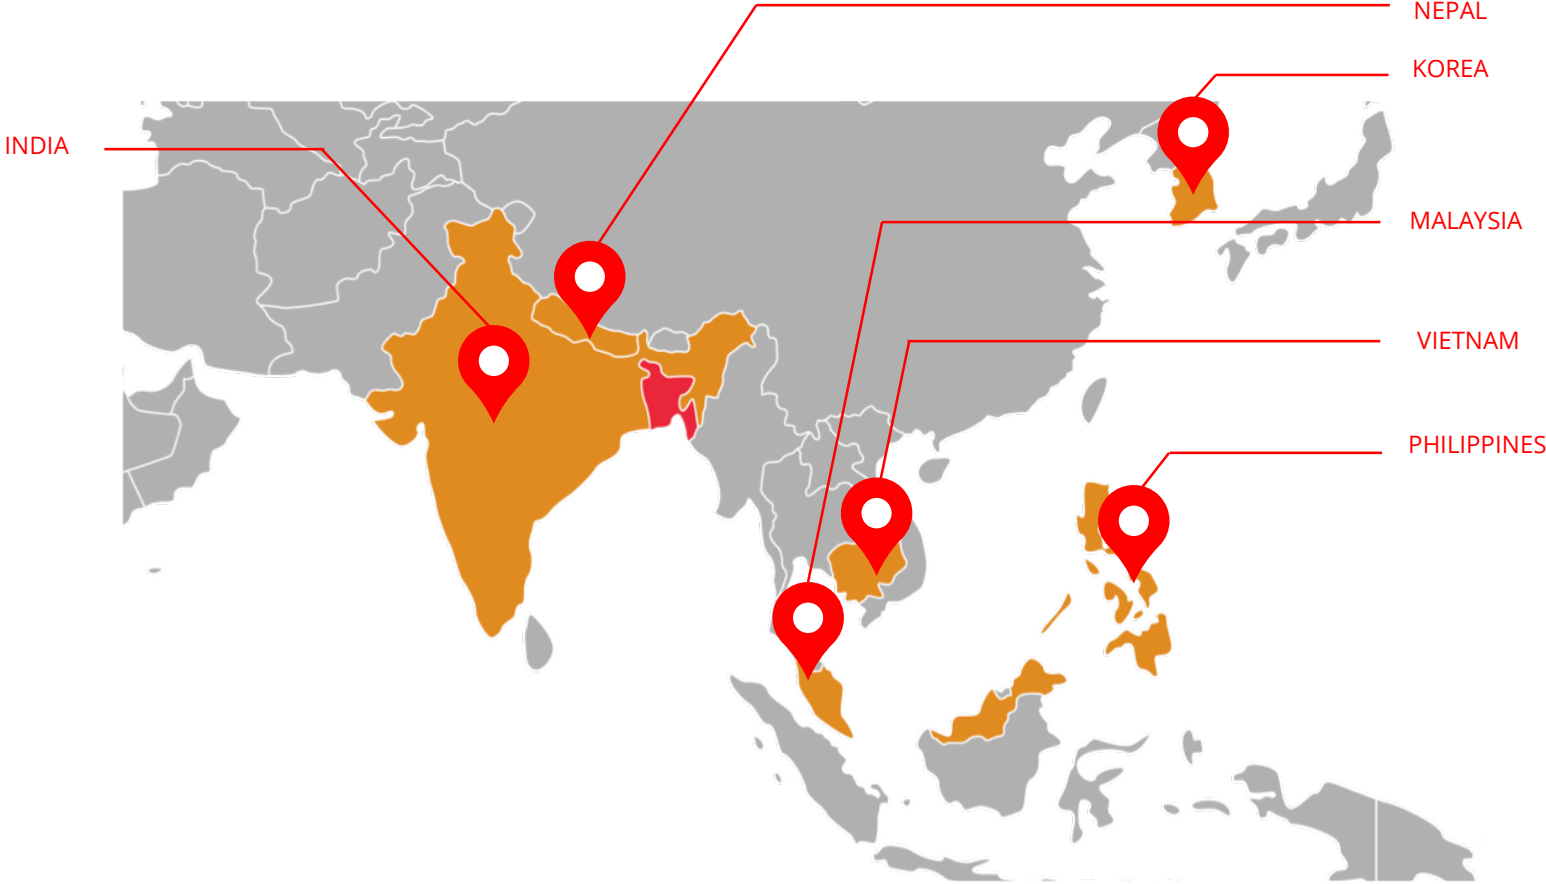 NEPAL
KOREA
INDIA
MALAYSIA
VIETNAM
PHILIPPINES